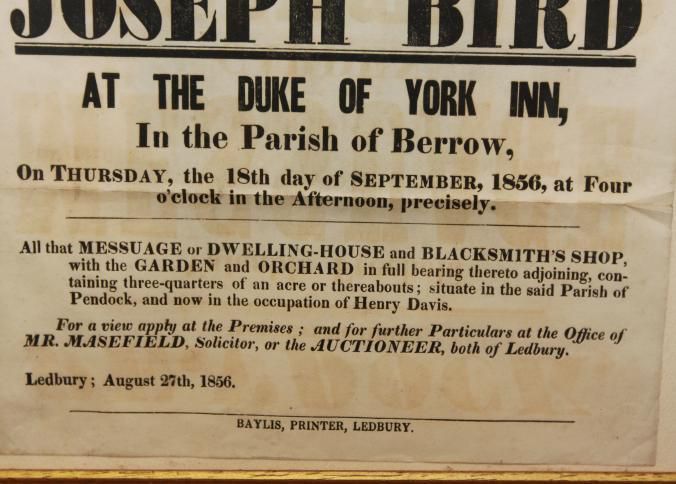 JOSEPH BIRD
AT THE DUKE OF YORK INN,
In the Parish of Berrow,
On THURSDAY, the 18th day of SEPTEMBER, 1856, at Four
o'clock in the Afternoon, precisely.
All that MESSUAGE or DWELLING-HOUSE and BLACKSMITH'S SHOP,
with the GARDEN and ORCHARD in full bearing thereto adjoining, con-
taining three-quarters of an acre or thereabouts; situate in the said Parish of
Pendock, and now in the occupation of Henry Davis.
For a view apply at the Premises; and for further Particulars at the Office of
MR. MASEFIELD, Solicitor, or the AUCTIONEER, both of Ledbury.
Ledbury; August 27th, 1856.
BAYLIS, PRINTER, LEDBURY.